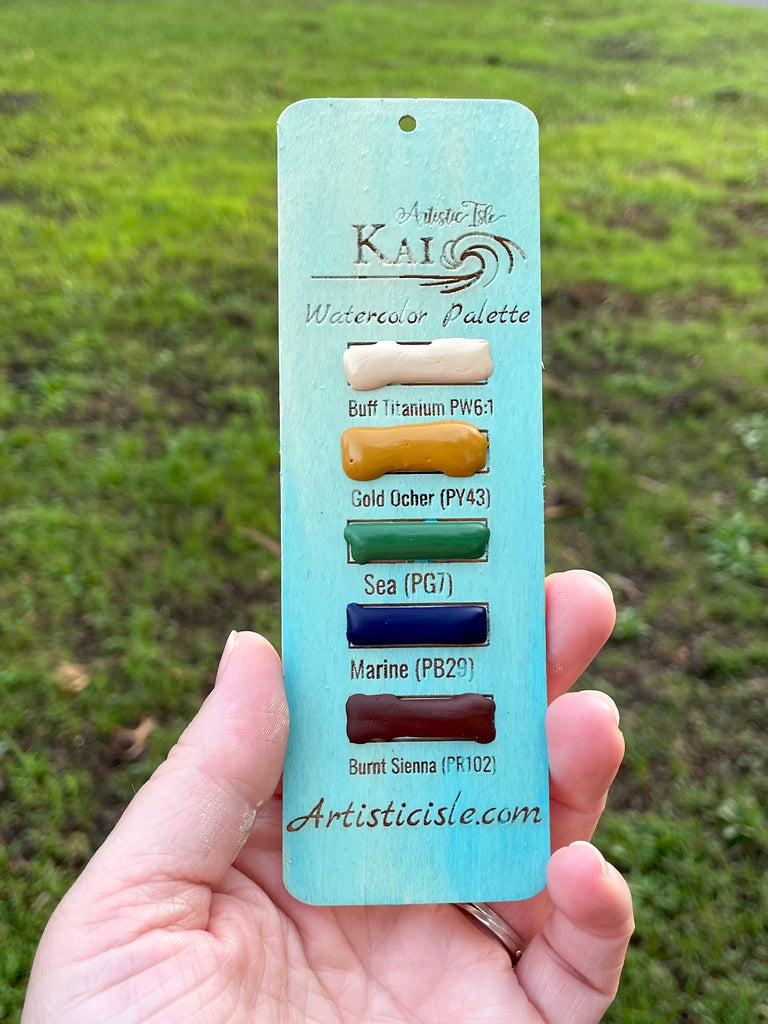 Artistic Isle
KAI
Watercolor Palette
Buff Titanium PW6:1
Gold Ocher (PY43)
Sea (PG7)
Marine (PB29)
Burnt Sienna (PR102)
Artisticisle.com